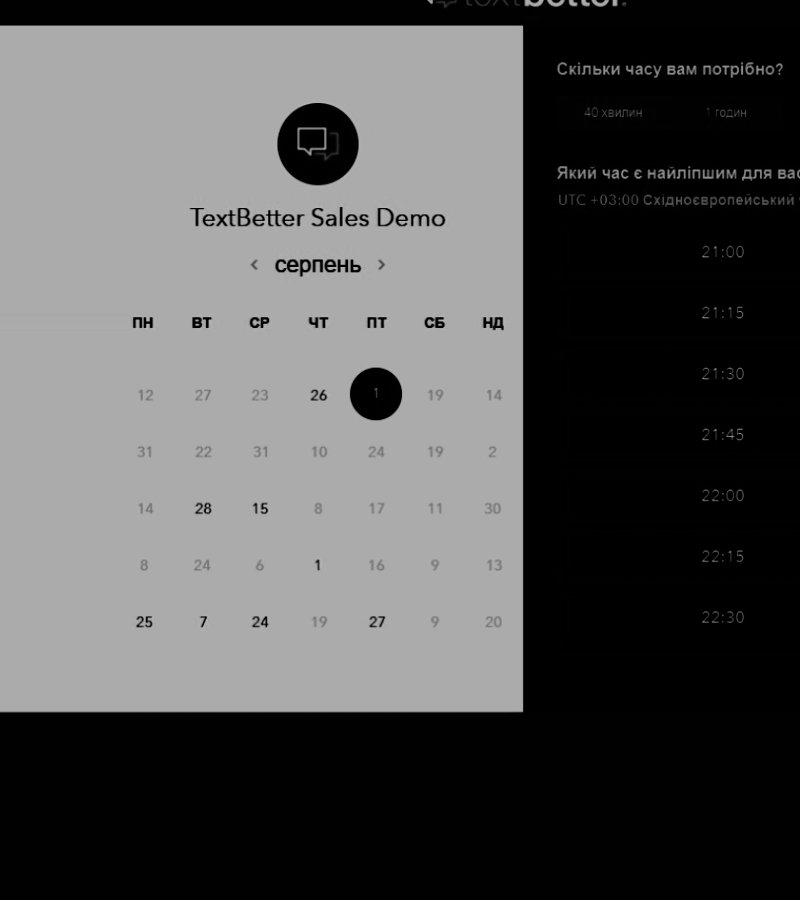 textbetter.
TextBetter Sales Demo
‹ серпень ›
ПН ВТ СР ЧТ ПТ СБ НД
12 27 23 26 1 19 14
31 22 31 10 24 19 2
14 28 15 8 17 11 30
8 24 6 1 16 9 13
25 7 24 19 27 9 20
Скільки часу вам потрібно?
40 хвилин 1 годин
Який час є найліпшим для вас
UTC +03:00 Східноєвропейський
21:00
21:15
21:30
21:45
22:00
22:15
22:30